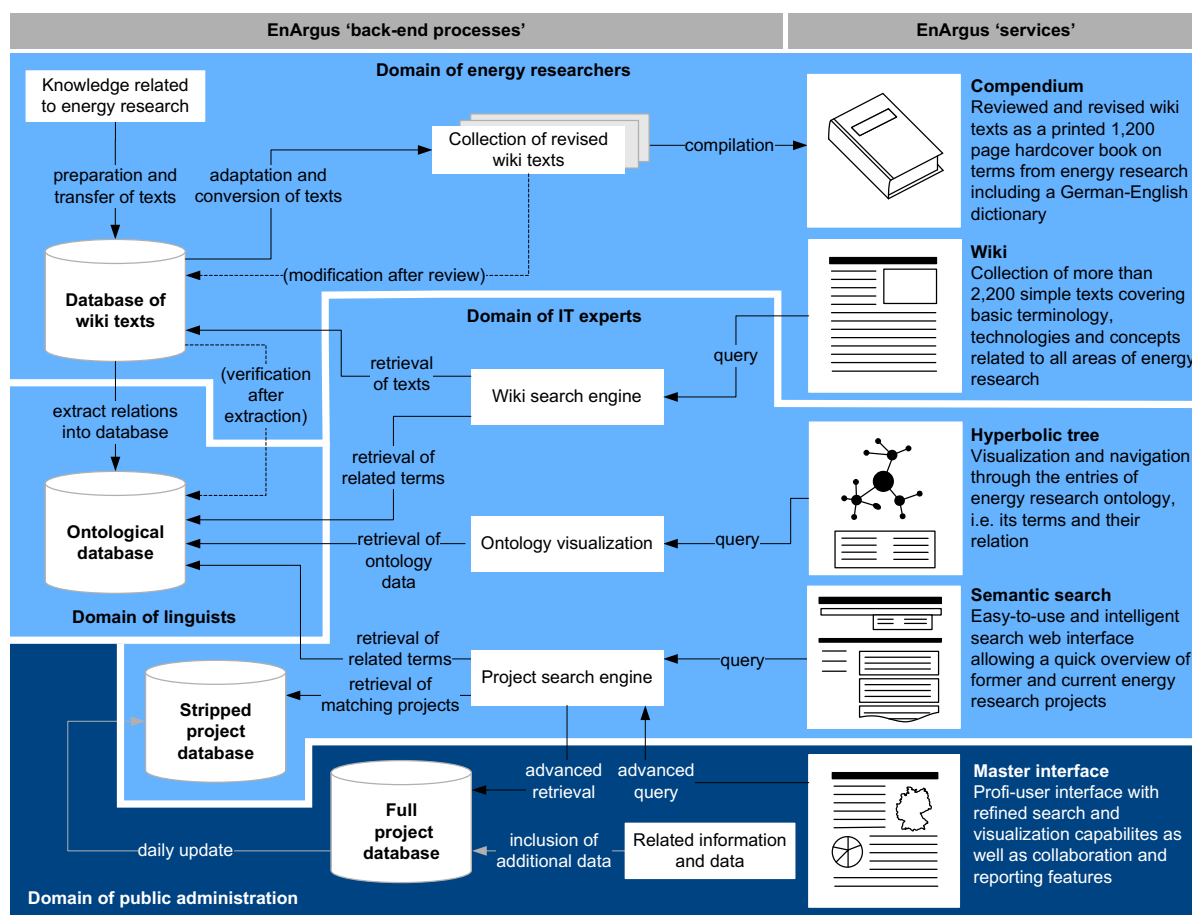 EnArgus ‘back-end processes’
EnArgus ‘services’
Domain of energy researchers
Knowledge related
to energy research
preparation and
transfer of texts
adaptation and
conversion of texts
Collection of revised
wiki texts
compilation
Compendium
Reviewed and revised wiki
texts as a printed 1,200
page hardcover book on
terms from energy research
including a German-English
dictionary
(modification after review)
Database of
wiki texts
Wiki
Collection of more than
2,200 simple texts covering
basic terminology,
technologies and concepts
related to all areas of energy
research
Domain of IT experts
query
retrieval
of texts
Wiki search engine
(verification
after
extraction)
extract relations
into database
retrieval of
related terms
Hyperbolic tree
Visualization and navigation
through the entries of
energy research ontology,
i.e. its terms and their
relation
Ontological
database
retrieval of
ontology
data
Ontology visualization
query
Domain of linguists
Semantic search
Easy-to-use and intelligent
search web interface
allowing a quick overview of
former and current energy
research projects
retrieval of
related terms
retrieval of
matching projects
Project search engine
query
Stripped
project
database
advanced
retrieval
advanced
query
Master interface
Profi-user interface with
refined search and
visualization capabilites as
well as collaboration and
reporting features
Full
project
database
daily update
inclusion of
additional data
Related information
and data
Domain of public administration